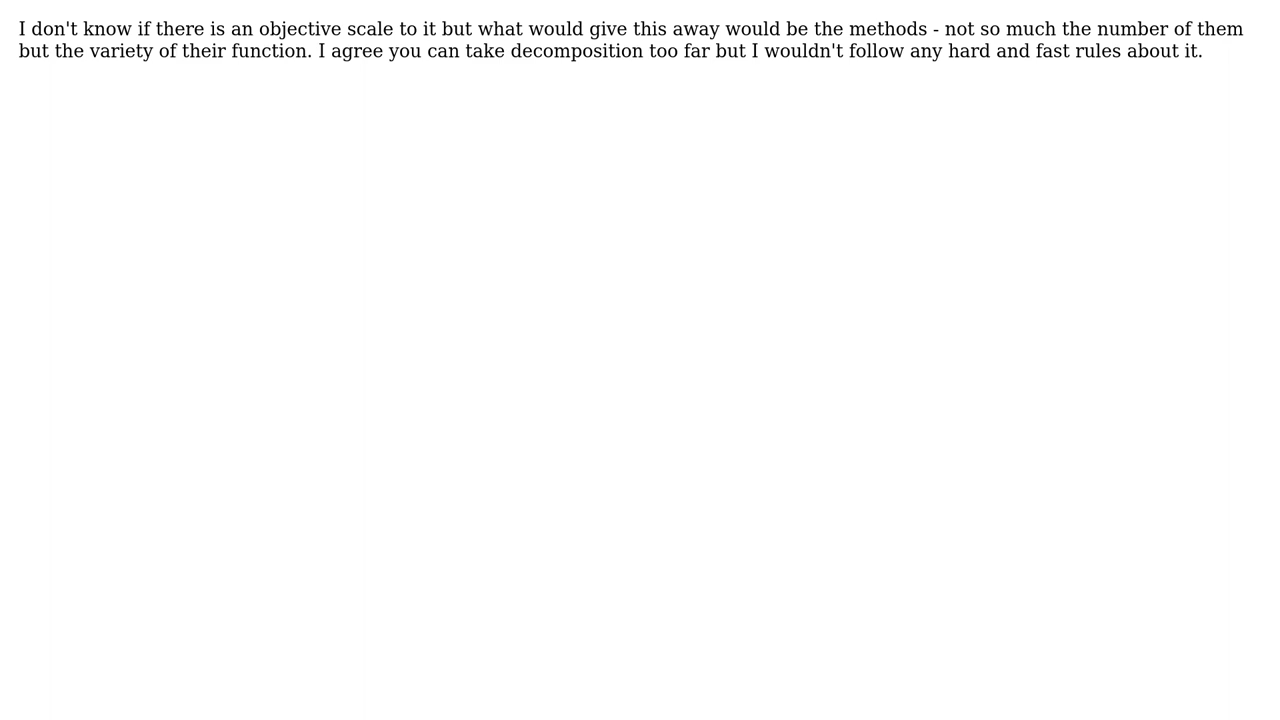 I don't know if there is an objective scale to it but what would give this away would be the methods - not so much the number of them
but the variety of their function. I agree you can take decomposition too far but I wouldn't follow any hard and fast rules about it.